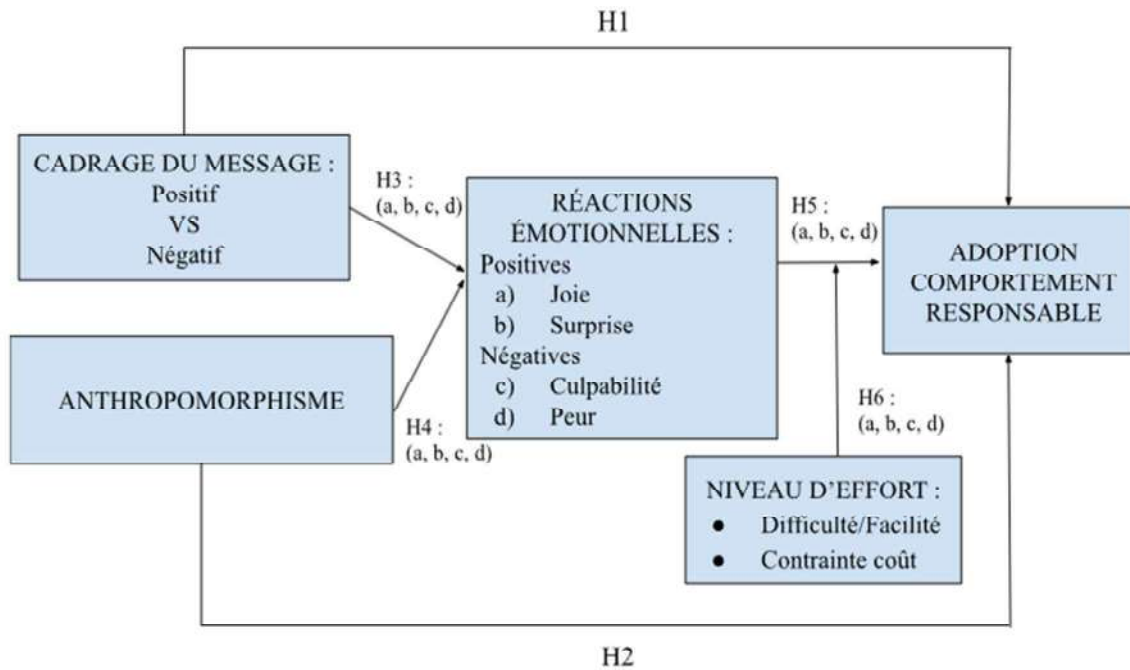 H1
CADRAGE DU MESSAGE :
Positif
VS
Négatif
H3 :
(a, b, c, d)
ANTHROPOMORPHISME
H4 :
(a, b, c, d)
RÉACTIONS
ÉMOTIONNELLES :
Positives
a) Joie
b) Surprise
Négatives
c) Culpabilité
d) Peur
H5 :
(a, b, c, d)
ADOPTION
COMPORTEMENT
RESPONSABLE
H6 :
(a, b, c, d)
NIVEAU D'EFFORT :
● Difficulté/Facilité
● Contrainte coût
H2